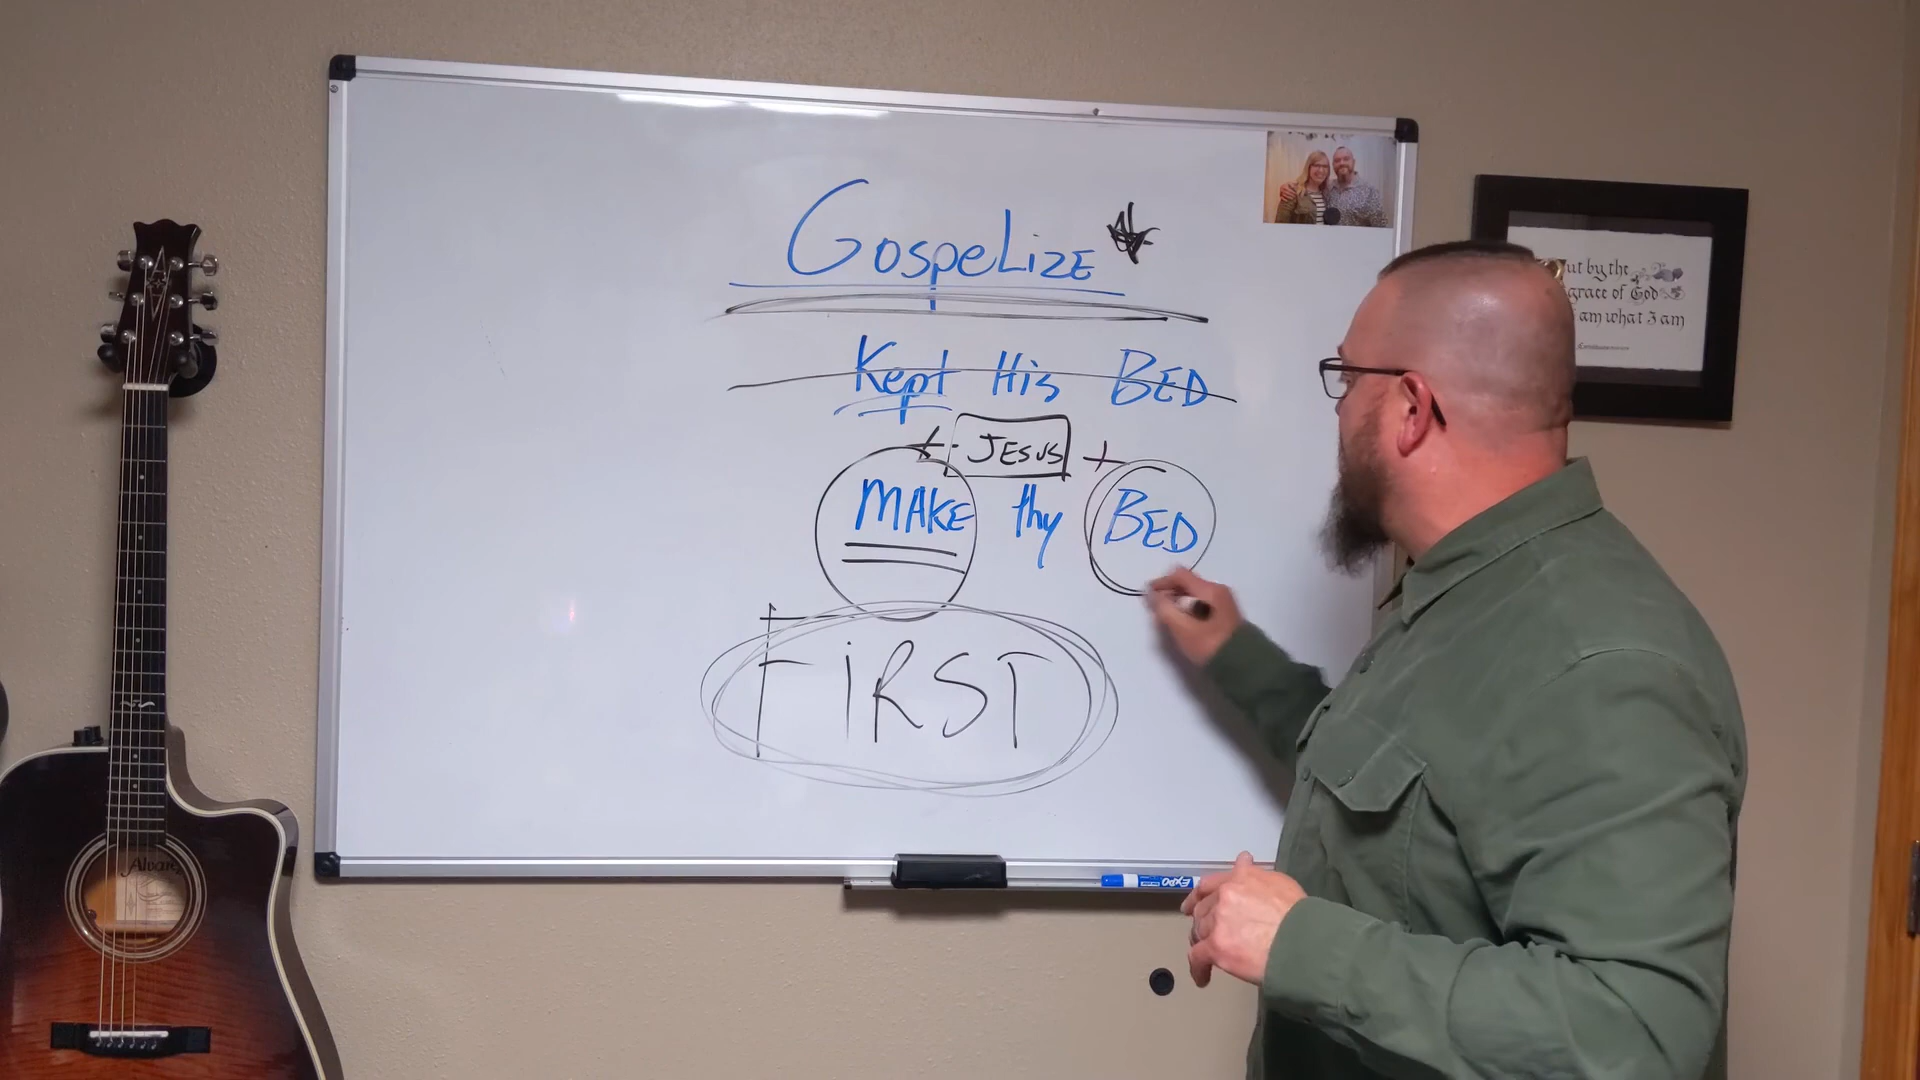 GospeLize
Kept His BED
+ JESUS +
MAKE thy BED
FiRST
But by the
grace of God
I am what I am
Alvarez
EXPO